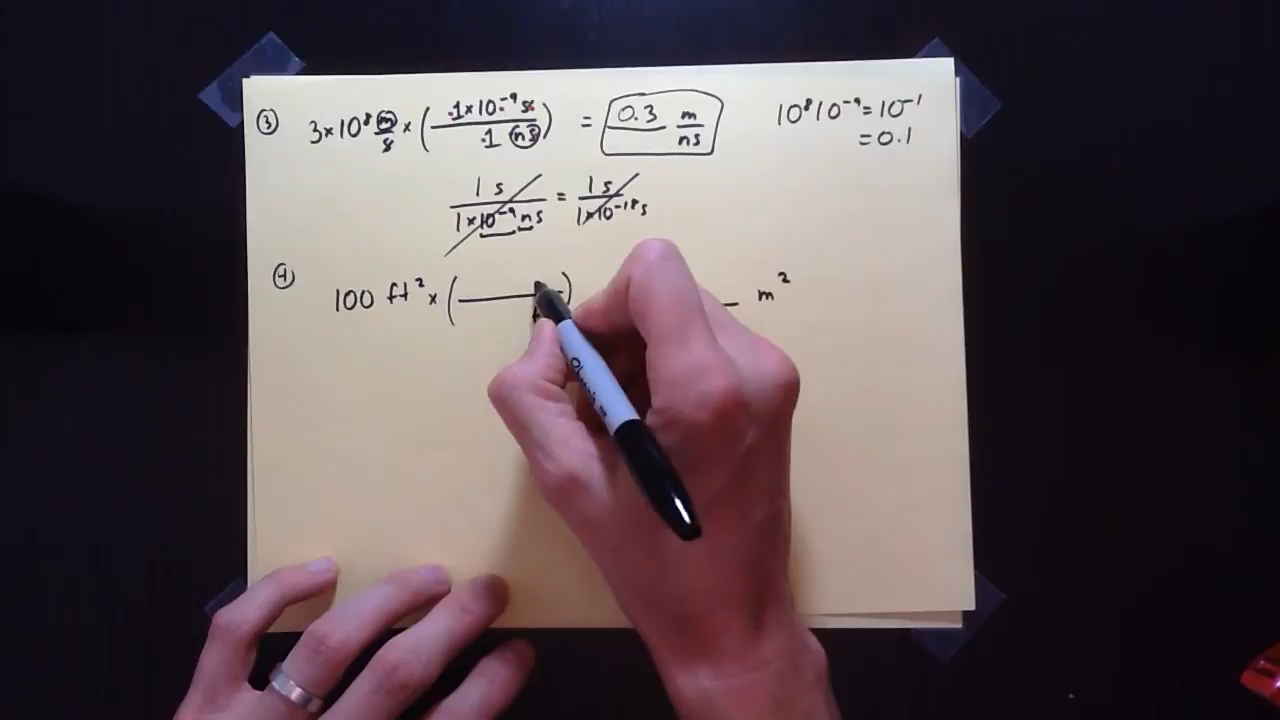 ③ 3×10⁸ m/s × (1×10⁻⁹ s / 1 ns) = 0.3 m/ns 10⁸10⁻⁹ = 10⁻¹
= 0.1
1 s / 1×10⁻⁹ ns = 1 s / 1×10⁻¹⁸ s
④ 100 ft² × ( ) m²
Sharpie